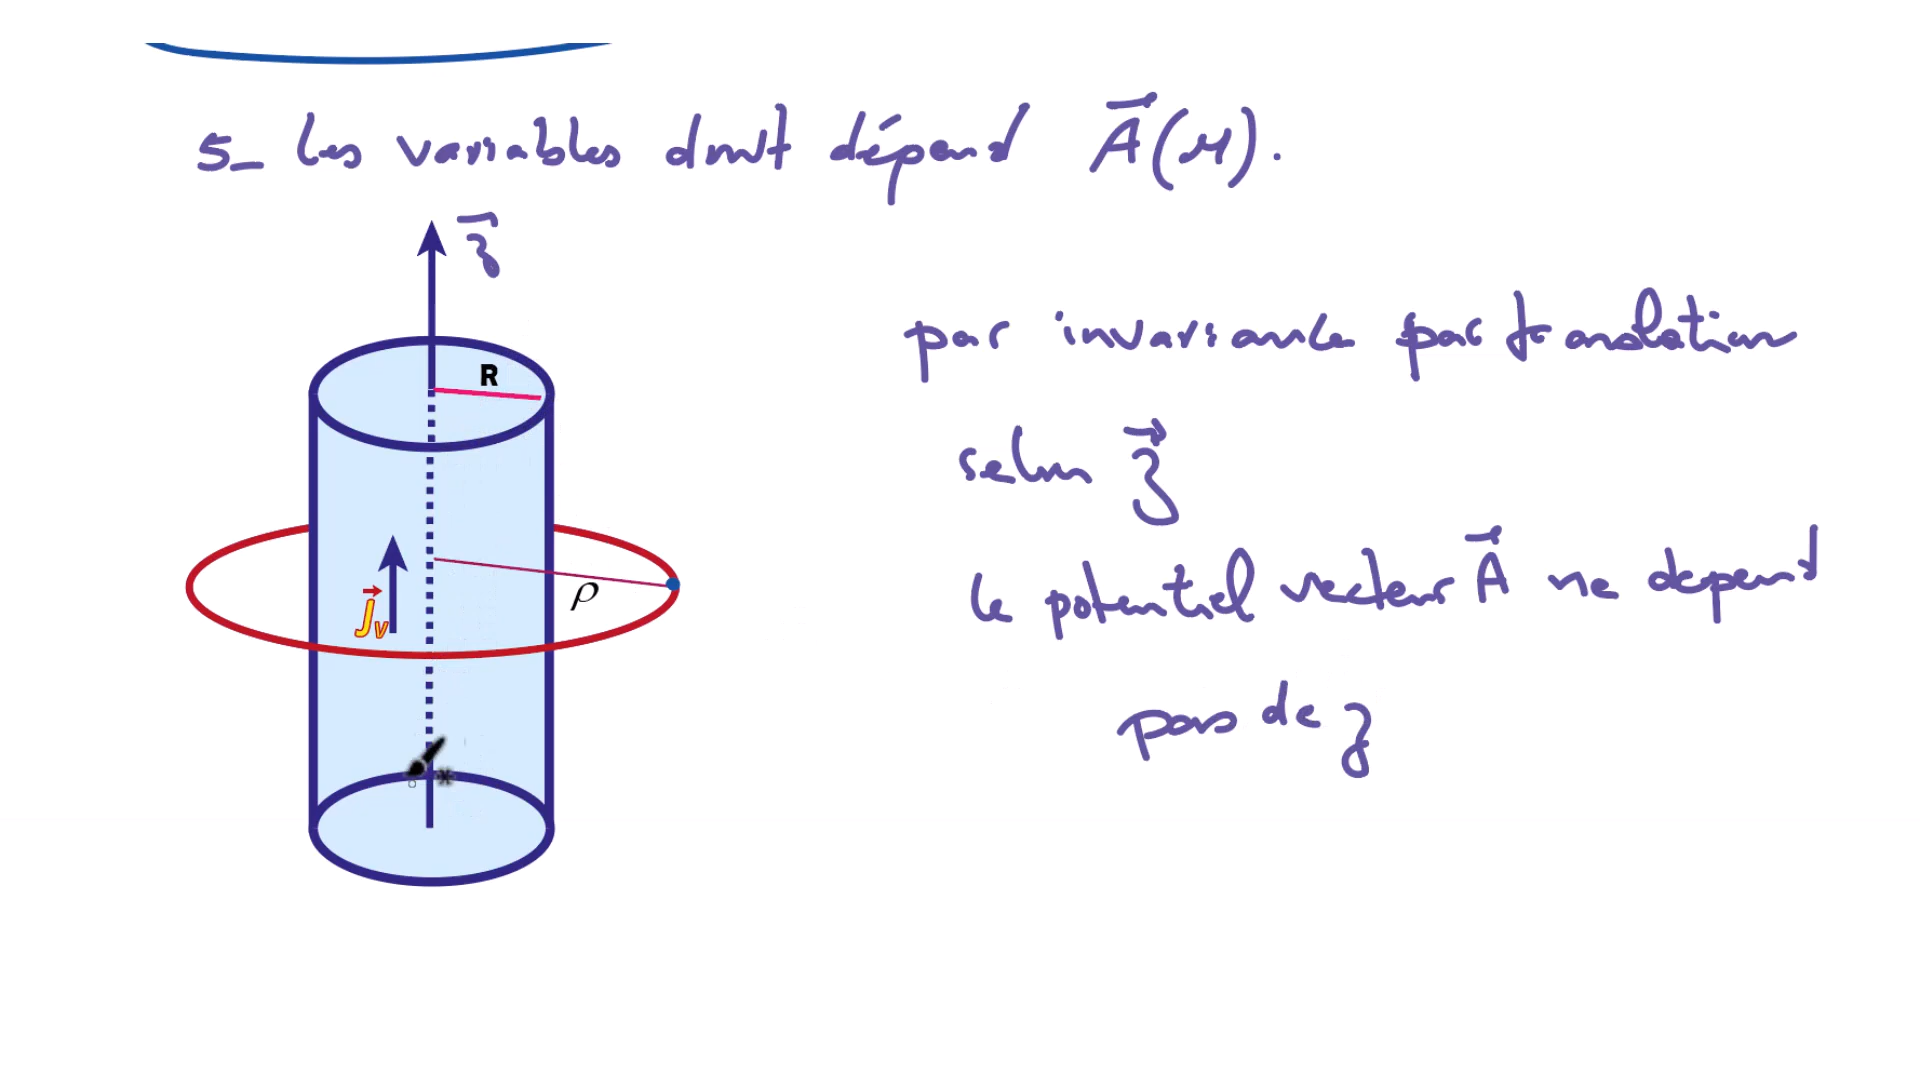 5_ les variables dont dépend A⃗(M).
z⃗
R
par invariance par translation
selon z⃗
ρ
j⃗v
le potentiel vecteur A⃗ ne depend
pas de z